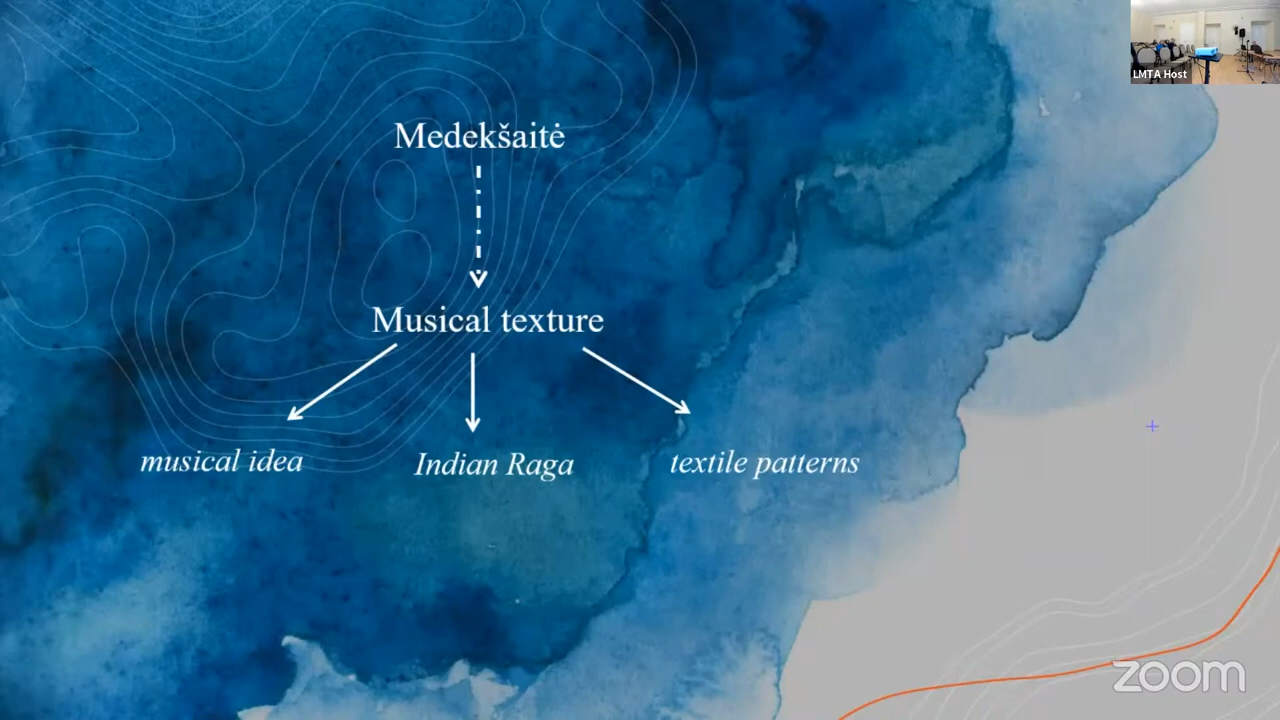 LMTA Host
Medekšaitė
Musical texture
musical idea
Indian Raga
textile patterns
zoom